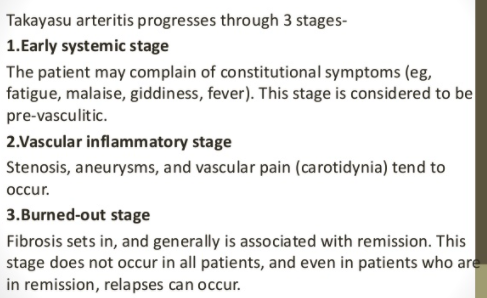 Takayasu arteritis progresses through 3 stages-
1.Early systemic stage
The patient may complain of constitutional symptoms (eg,
fatigue, malaise, giddiness, fever). This stage is considered to be
pre-vasculitic.
2.Vascular inflammatory stage
Stenosis, aneurysms, and vascular pain (carotidynia) tend to
occur.
3.Burned-out stage
Fibrosis sets in, and generally is associated with remission. This
stage does not occur in all patients, and even in patients who are
in remission, relapses can occur.